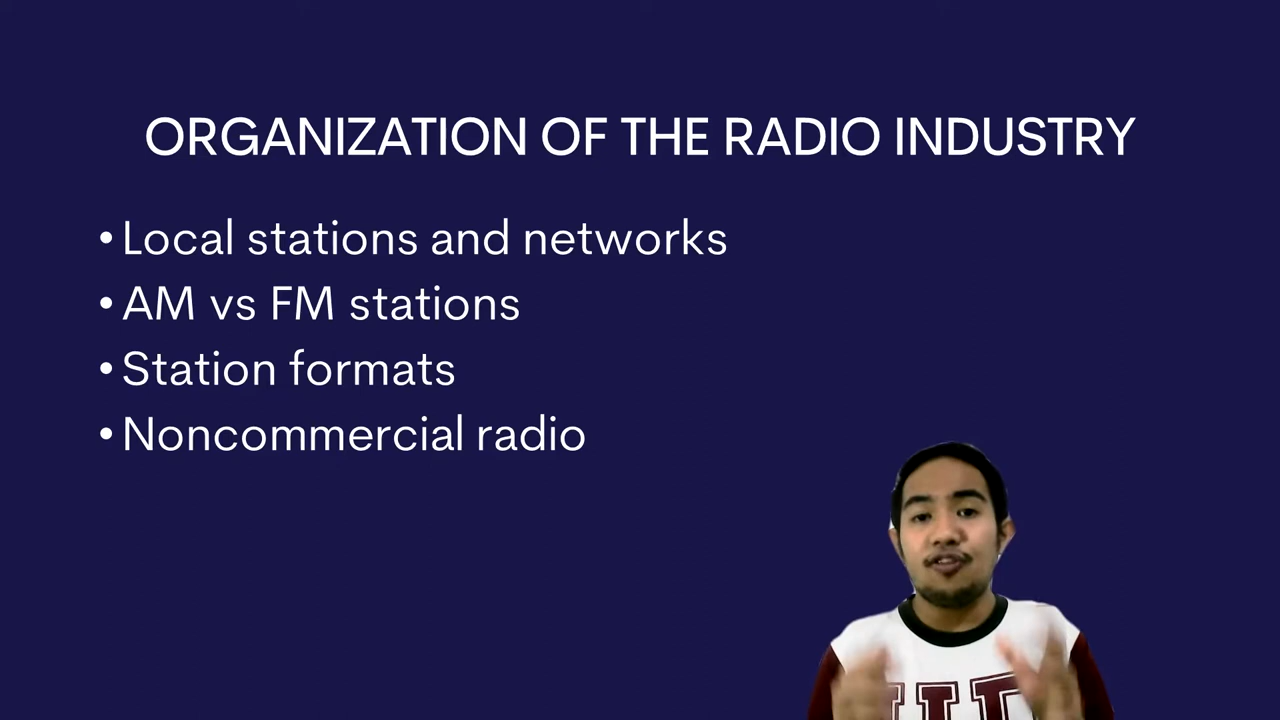 ORGANIZATION OF THE RADIO INDUSTRY
• Local stations and networks
• AM vs FM stations
• Station formats
• Noncommercial radio